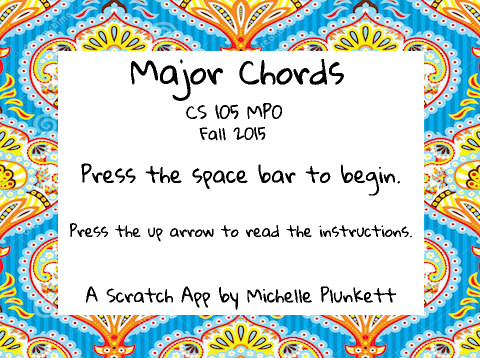 Major Chords
CS 105 MP0
Fall 2015
Press the space bar to begin.
Press the up arrow to read the instructions.
A Scratch App by Michelle Plunkett